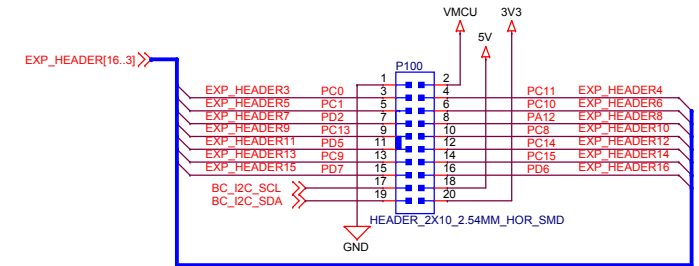 VMCU 3V3
5V
EXP_HEADER[16..3]
P100
1 2
EXP_HEADER3 PC0 3 4 PC11 EXP_HEADER4
EXP_HEADER5 PC1 5 6 PC10 EXP_HEADER6
EXP_HEADER7 PD2 7 8 PA12 EXP_HEADER8
EXP_HEADER9 PC13 9 10 PC8 EXP_HEADER10
EXP_HEADER11 PD5 11 12 PC14 EXP_HEADER12
EXP_HEADER13 PC9 13 14 PC15 EXP_HEADER14
EXP_HEADER15 PD7 15 16 PD6 EXP_HEADER16
BC_I2C_SCL 17 18
BC_I2C_SDA 19 20
HEADER_2X10_2.54MM_HOR_SMD
GND